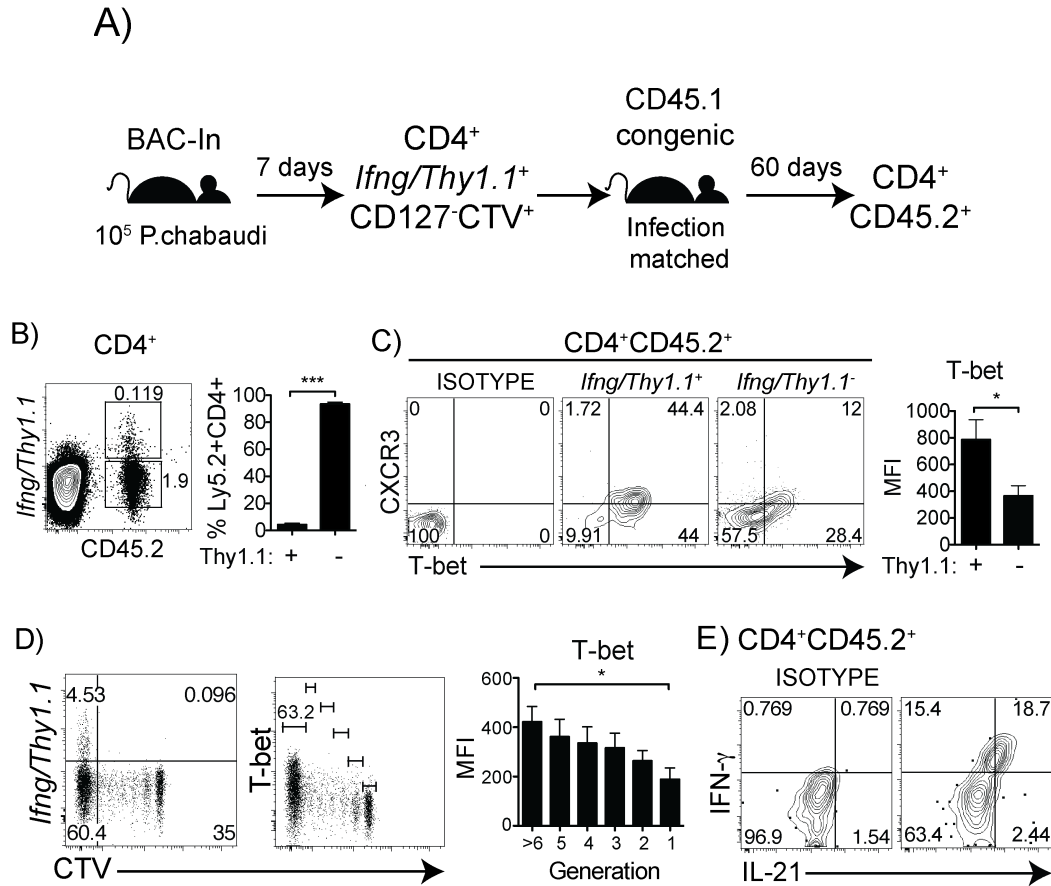 A)
BAC-In
10⁵ P.chabaudi
7 days
CD4⁺
Ifng/Thy1.1⁺
CD127⁻CTV⁺
CD45.1
congenic
Infection
matched
60 days
CD4⁺
CD45.2⁺
B)
CD4⁺
Ifng/Thy1.1
0.119
1.9
CD45.2
% Ly5.2+CD4+
100
80
60
40
20
0
***
Thy1.1: + -
C)
CD4⁺CD45.2⁺
ISOTYPE
Ifng/Thy1.1⁺
Ifng/Thy1.1⁻
CXCR3
0 0
100 0
1.72 44.4
9.91 44
2.08 12
57.5 28.4
T-bet
T-bet
*
MFI
1000
800
600
400
200
0
Thy1.1: + -
D)
Ifng/Thy1.1
4.53 0.096
60.4 35
CTV
T-bet
63.2
T-bet
*
MFI
600
400
200
0
>6 5 4 3 2 1
Generation
E) CD4⁺CD45.2⁺
ISOTYPE
IFN-γ
0.769 0.769
96.9 1.54
15.4 18.7
63.4 2.44
IL-21